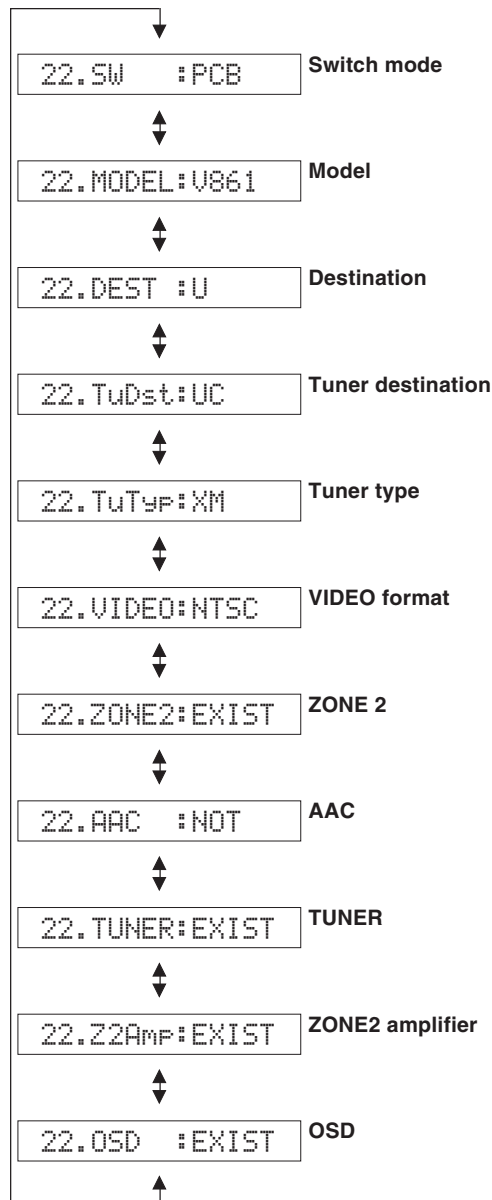 22.SW   :PCB Switch mode
22.MODEL:V861 Model
22.DEST :U Destination
22.TuDst:UC Tuner destination
22.TuTyp:XM Tuner type
22.VIDEO:NTSC VIDEO format
22.ZONE2:EXIST ZONE 2
22.AAC  :NOT AAC
22.TUNER:EXIST TUNER
22.Z2Amp:EXIST ZONE2 amplifier
22.OSD  :EXIST OSD